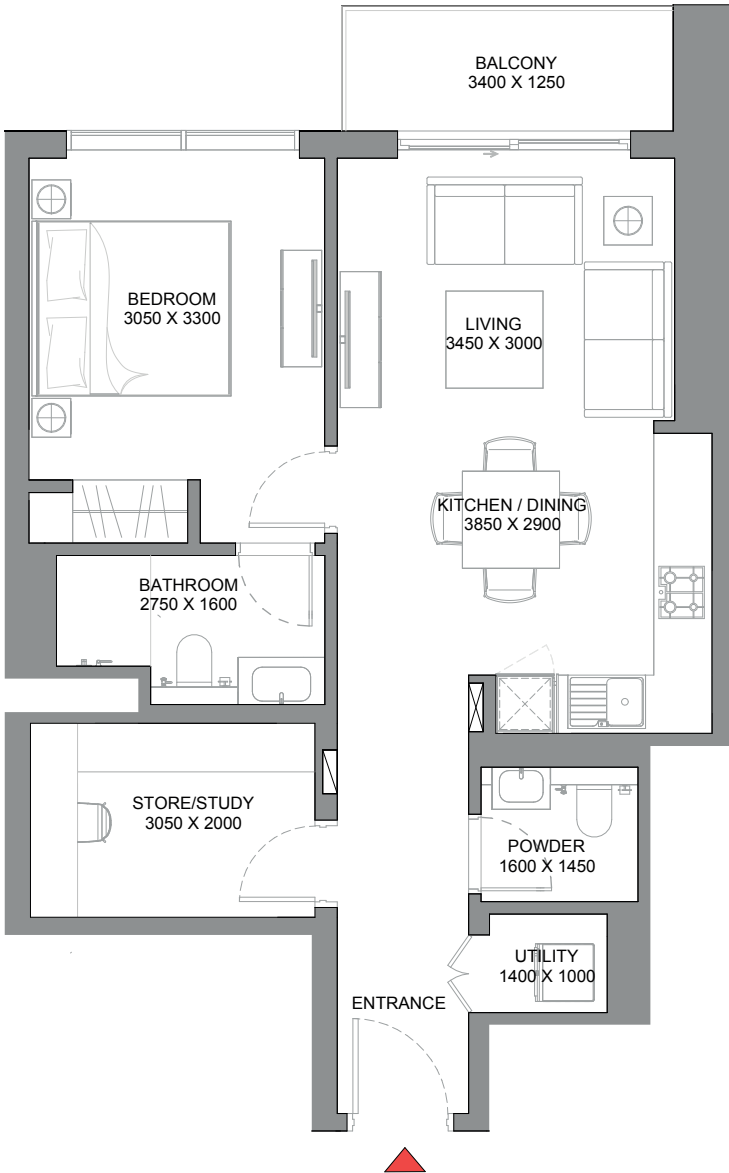 BALCONY
3400 X 1250
BEDROOM
3050 X 3300
LIVING
3450 X 3000
KITCHEN / DINING
3850 X 2900
BATHROOM
2750 X 1600
STORE/STUDY
3050 X 2000
POWDER
1600 X 1450
UTILITY
1400 X 1000
ENTRANCE